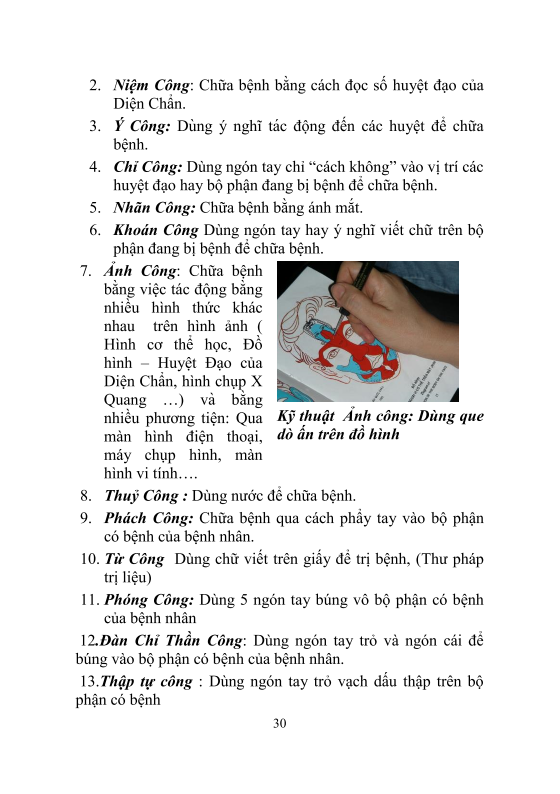 2. Niệm Công: Chữa bệnh bằng cách đọc số huyệt đạo của
Diện Chẩn.
3. Ý Công: Dùng ý nghĩ tác động đến các huyệt để chữa
bệnh.
4. Chỉ Công: Dùng ngón tay chỉ “cách không” vào vị trí các
huyệt đạo hay bộ phận đang bị bệnh để chữa bệnh.
5. Nhãn Công: Chữa bệnh bằng ánh mắt.
6. Khoán Công Dùng ngón tay hay ý nghĩ viết chữ trên bộ
phận đang bị bệnh để chữa bệnh.
7. Ảnh Công: Chữa bệnh
bằng việc tác động bằng
nhiều hình thức khác
nhau trên hình ảnh (
Hình cơ thể học, Đồ
hình – Huyệt Đạo của
Diện Chẩn, hình chụp X
Quang …) và bằng
nhiều phương tiện: Qua
màn hình điện thoại,
máy chụp hình, màn
hình vi tính….
Kỹ thuật Ảnh công: Dùng que
dò ấn trên đồ hình
8. Thuỷ Công : Dùng nước để chữa bệnh.
9. Phách Công: Chữa bệnh qua cách phẩy tay vào bộ phận
có bệnh của bệnh nhân.
10. Từ Công Dùng chữ viết trên giấy để trị bệnh, (Thư pháp
trị liệu)
11. Phóng Công: Dùng 5 ngón tay búng vô bộ phận có bệnh
của bệnh nhân
12.Đàn Chỉ Thần Công: Dùng ngón tay trỏ và ngón cái để
búng vào bộ phận có bệnh của bệnh nhân.
13.Thập tự công : Dùng ngón tay trỏ vạch dấu thập trên bộ
phận có bệnh
30